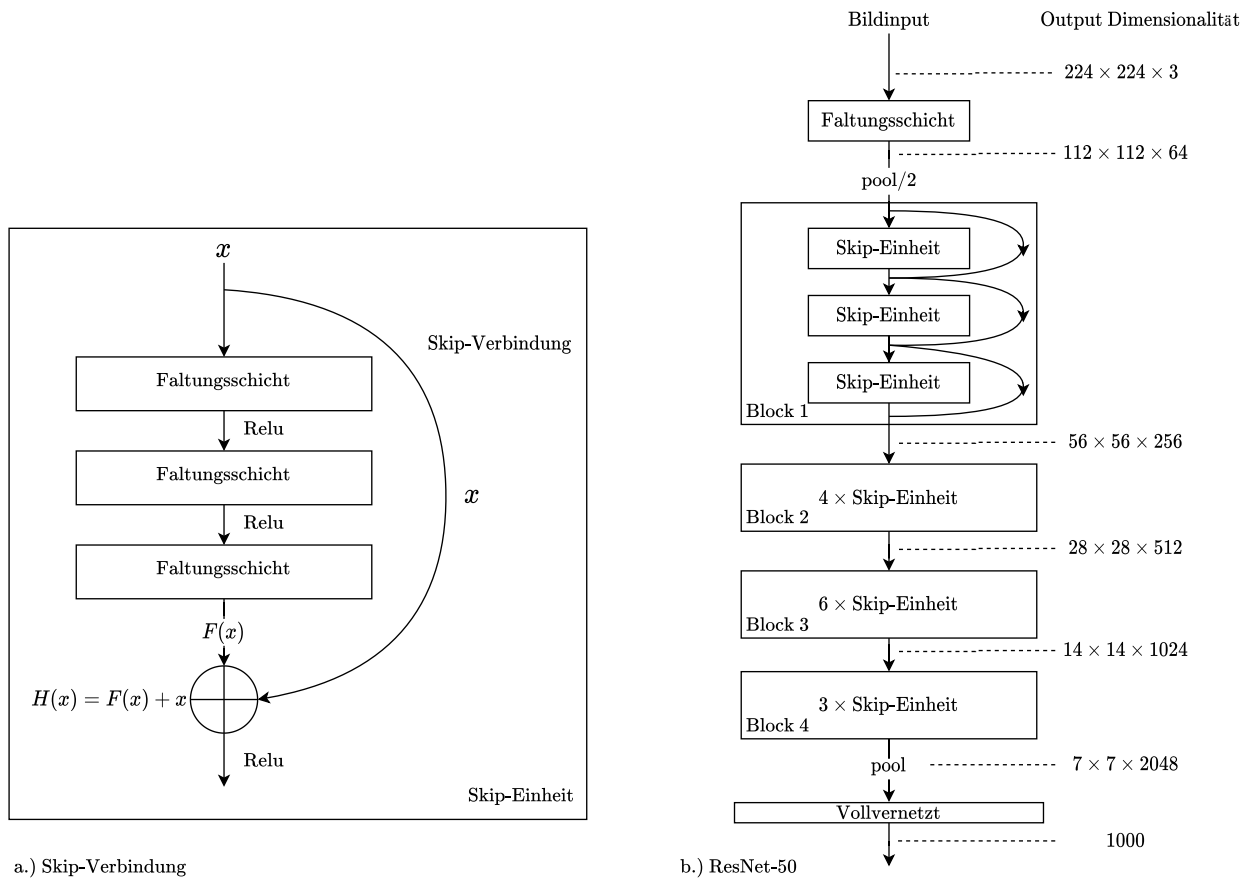 x
Skip-Verbindung
Faltungsschicht
Relu
Faltungsschicht
x
Relu
Faltungsschicht
F(x)
H(x) = F(x) + x
Relu
Skip-Einheit
a.) Skip-Verbindung
Bildinput
Output Dimensionalität
224 × 224 × 3
Faltungsschicht
112 × 112 × 64
pool/2
Skip-Einheit
Skip-Einheit
Skip-Einheit
Block 1
56 × 56 × 256
4 × Skip-Einheit
Block 2
28 × 28 × 512
6 × Skip-Einheit
Block 3
14 × 14 × 1024
3 × Skip-Einheit
Block 4
pool
7 × 7 × 2048
Vollvernetzt
1000
b.) ResNet-50